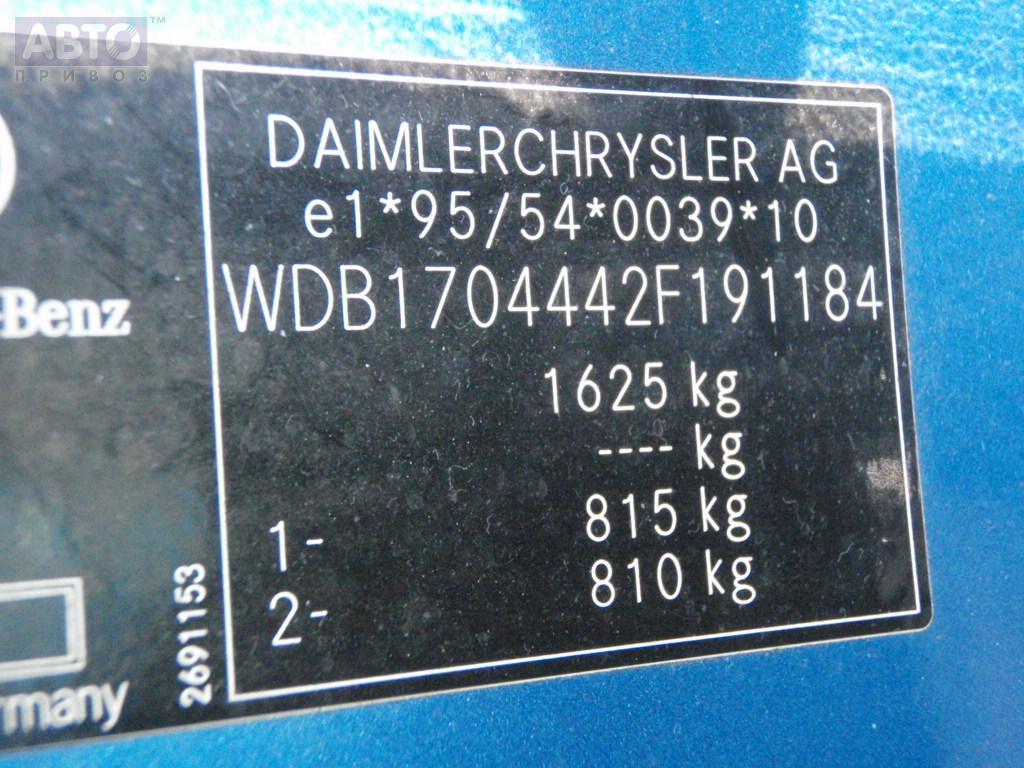 АВТО™
ПРИВОЗ
DAIMLERCHRYSLER AG
e1*95/54*0039*10
WDB1704442F191184
-Benz
1625 kg
---- kg
1- 815 kg
2- 810 kg
2691153
rmany